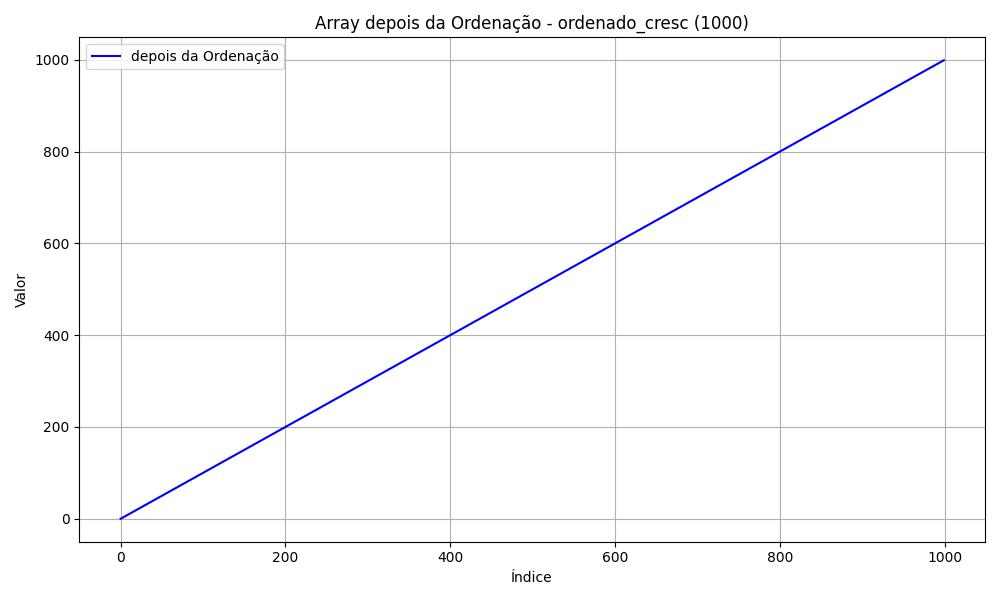 Array depois da Ordenação - ordenado_cresc (1000)
depois da Ordenação
Valor
1000
800
600
400
200
0
0 200 400 600 800 1000
Índice